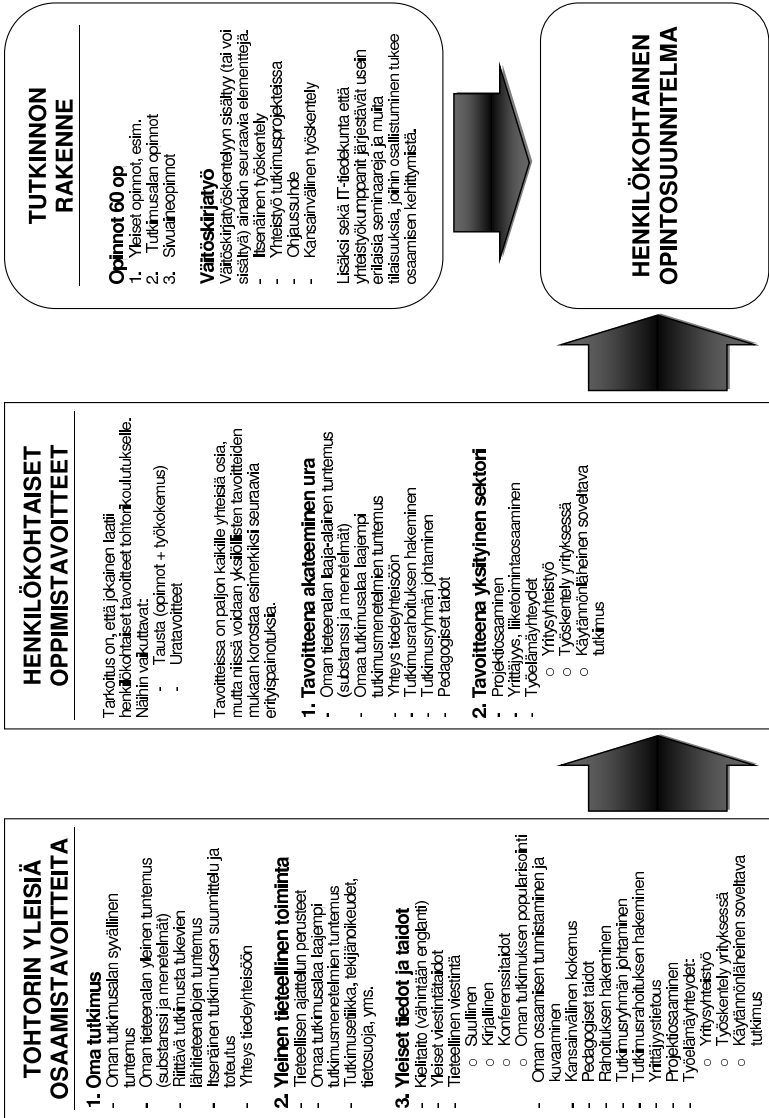 TOHTORIN YLEISIÄ
OSAAMISTAVOITTEITA
1. Oma tutkimus
- Oman tutkimusalan syvällinen
tuntemus
- Oman tieteenalan yleinen tuntemus
(substanssi ja menetelmät)
- Riittävä tutkimusta tukevien
lähitieteenalojen tuntemus
- Itsenäinen tutkimuksen suunnittelu ja
toteutus
- Yhteys tiedeyhteisöön
2. Yleinen tieteellinen toiminta
- Tieteellisen ajattelun perusteet
- Omaa tutkimusalaa laajempi
tutkimusmenetelmien tuntemus
- Tutkimusetiikka, tekijänoikeudet,
tietosuoja, yms.
3. Yleiset tiedot ja taidot
- Kielitaito (vähintään englanti)
- Yleiset viestintätaidot
- Tieteellinen viestintä
○ Suullinen
○ Kirjallinen
○ Konferenssitaidot
○ Oman tutkimuksen popularisointi
- Oman osaamisen tunnistaminen ja
kuvaaminen
- Kansainvälinen kokemus
- Pedagogiset taidot
- Rahoituksen hakeminen
- Tutkimusryhmän johtaminen
- Tutkimusrahoituksen hakeminen
- Yrittäjyystietous
- Projektiosaaminen
- Työelämäyhteydet:
○ Yritysyhteistyö
○ Työskentely yrityksessä
○ Käytännönläheinen soveltava
tutkimus
HENKILÖKOHTAISET
OPPIMISTAVOITTEET
Tarkoitus on, että jokainen laatii
henkilökohtaiset tavoitteet tohtorikoulutukselle.
Näihin vaikuttavat:
- Tausta (opinnot + työkokemus)
- Uratavoitteet
Tavoitteissa on paljon kaikille yhteisiä osia,
mutta niissä voidaan yksilöllisten tavoitteiden
mukaan korostaa esimerkiksi seuraavia
erityispainotuksia.
1. Tavoitteena akateeminen ura
- Oman tieteenalan laaja-alainen tuntemus
(substanssi ja menetelmät)
- Omaa tutkimusalaa laajempi
tutkimusmenetelmien tuntemus
- Yhteys tiedeyhteisöön
- Tutkimusrahoituksen hakeminen
- Tutkimusryhmän johtaminen
- Pedagogiset taidot
2. Tavoitteena yksityinen sektori
- Projektiosaaminen
- Yrittäjyys, liiketoimintaosaaminen
- Työelämäyhteydet
○ Yritysyhteistyö
○ Työskentely yrityksessä
○ Käytännönläheinen soveltava
tutkimus
TUTKINNON
RAKENNE
Opinnot 60 op
1. Yleiset opinnot, esim.
2. Tutkimusalan opinnot
3. Sivuaineopinnot
Väitöskirjatyö
Väitöskirjatyöskentelyyn sisältyy (tai voi
sisältyä) ainakin seuraavia elementtejä.
- Itsenäinen työskentely
- Yhteistyö tutkimusprojekteissa
- Ohjaussuhde
- Kansainvälinen työskentely
Lisäksi sekä IT-tiedekunta että
yhteistyökumppanit järjestävät usein
erilaisia seminaareja ja muita
tilaisuuksia, joihin osallistuminen tukee
osaamisen kehittymistä.
HENKILÖKOHTAINEN
OPINTOSUUNNITELMA